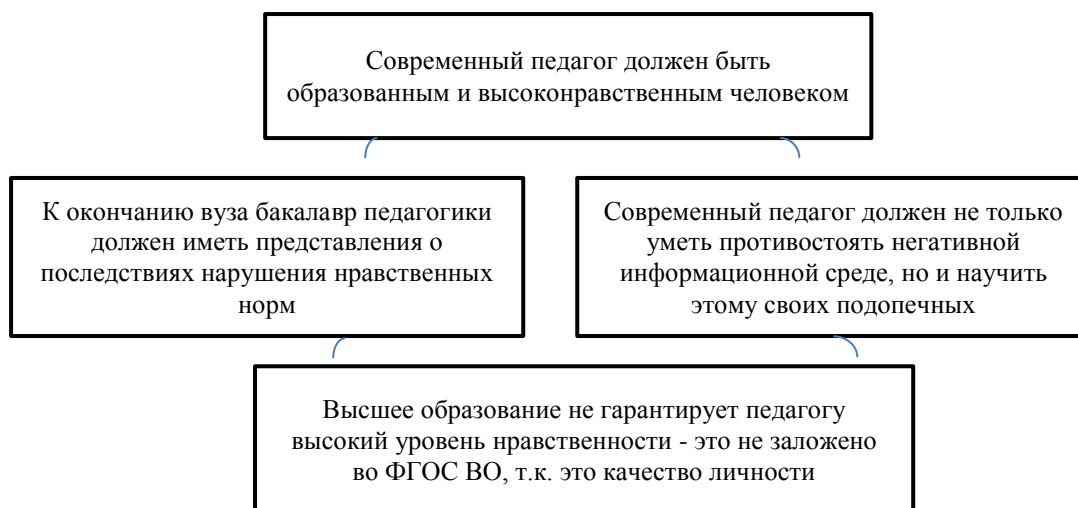 Современный педагог должен быть
образованным и высоконравственным человеком
К окончанию вуза бакалавр педагогики
должен иметь представления о
последствиях нарушения нравственных
норм
Современный педагог должен не только
уметь противостоять негативной
информационной среде, но и научить
этому своих подопечных
Высшее образование не гарантирует педагогу
высокий уровень нравственности - это не заложено
во ФГОС ВО, т.к. это качество личности